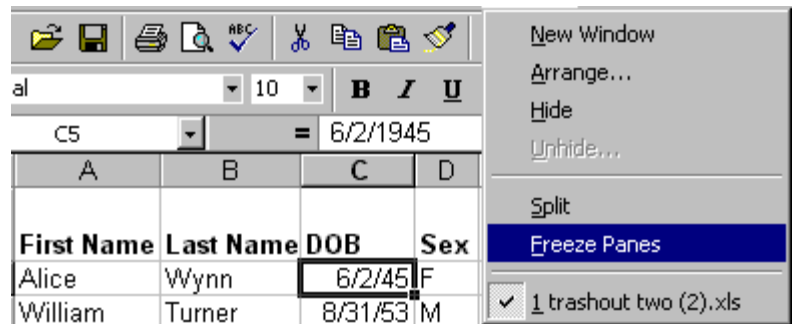 ABC
New Window
al 10 B I U
Arrange...
Hide
C5 = 6/2/1945
Unhide...
A B C D
Split
First Name Last Name DOB Sex
Freeze Panes
Alice Wynn 6/2/45 F
William Turner 8/31/53 M
1 trashout two (2).xls